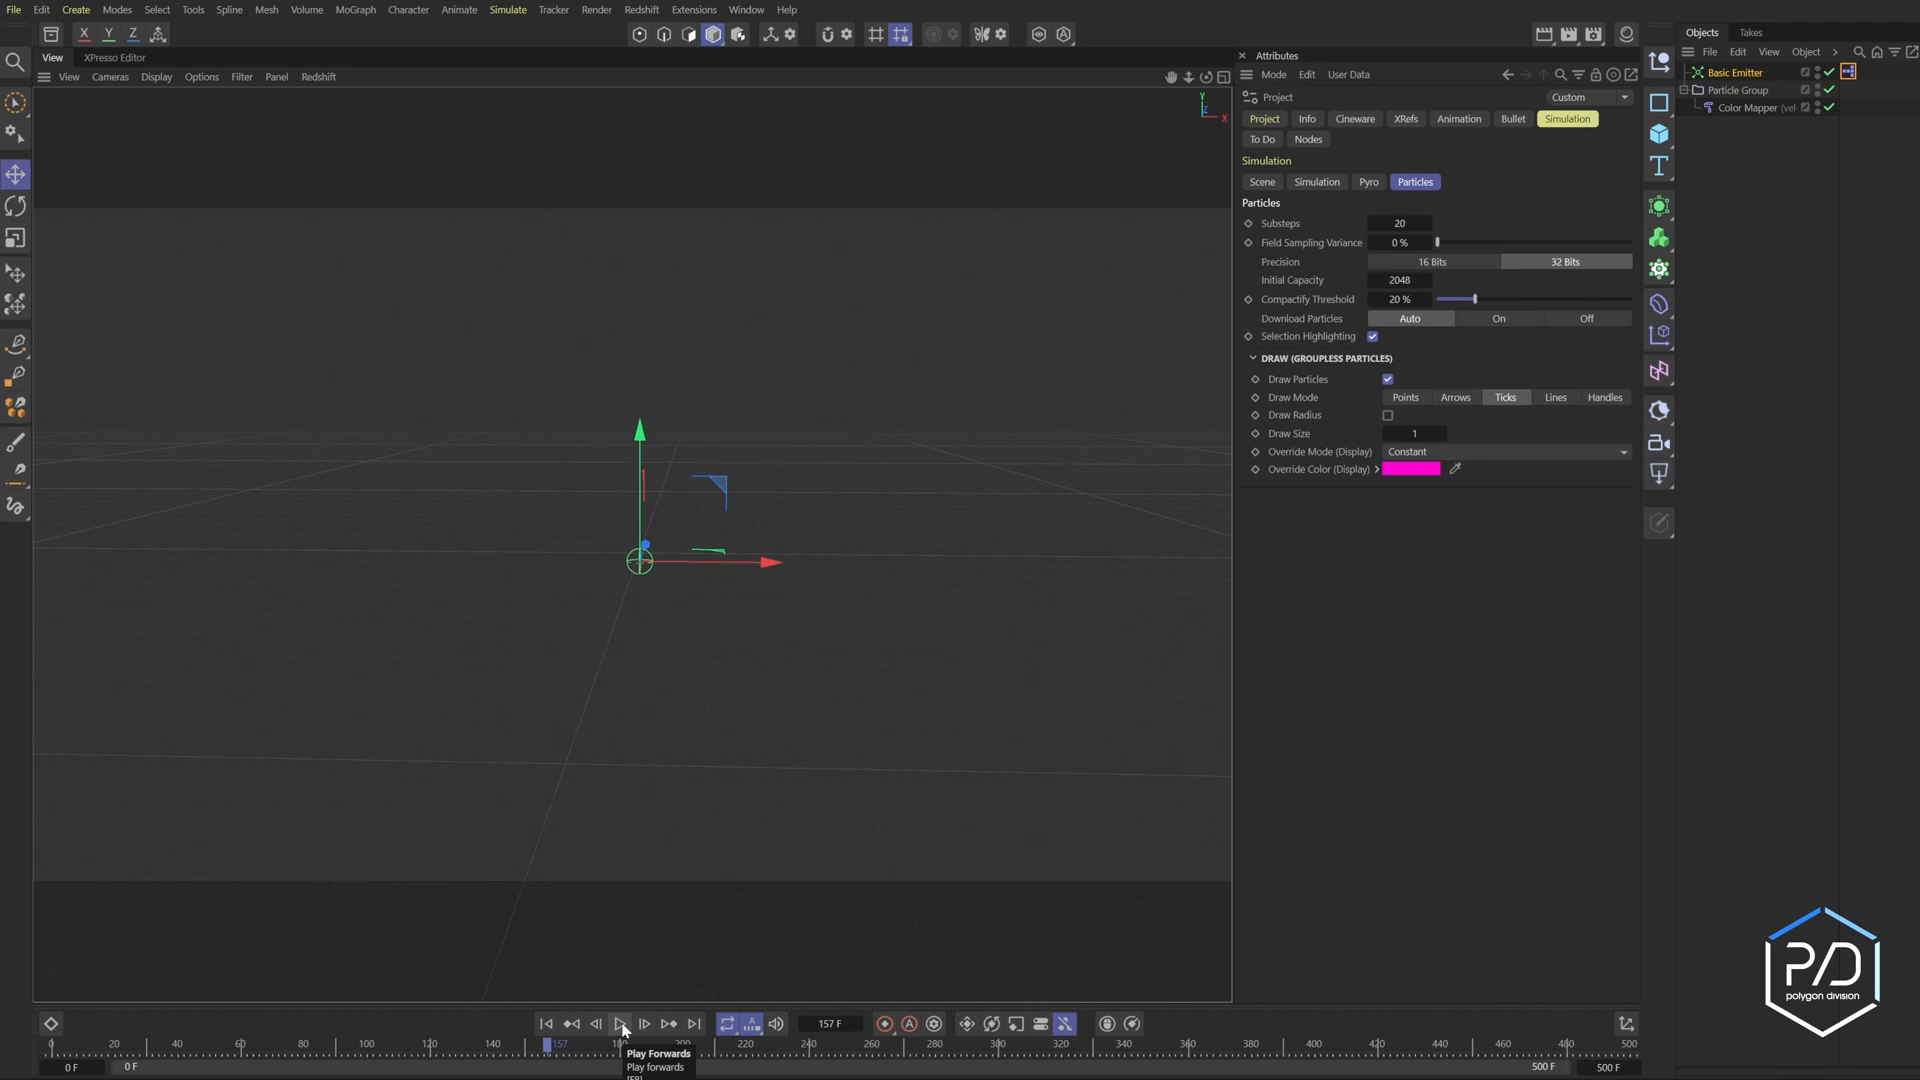 File Edit Create Modes Select Tools Spline Mesh Volume MoGraph Character Animate Simulate Tracker Render Redshift Extensions Window Help
X Y Z
Objects Takes
View XPresso Editor
Attributes
File Edit View Object
View Cameras Display Options Filter Panel Redshift
Mode Edit User Data
Basic Emitter
Project
Custom
Particle Group
Color Mapper (vel
Y
Z
X
Project Info Cineware XRefs Animation Bullet Simulation
To Do Nodes
Simulation
Scene Simulation Pyro Particles
Particles
Substeps 20
Field Sampling Variance 0 %
Precision 16 Bits 32 Bits
Initial Capacity 2048
Compactify Threshold 20 %
Download Particles Auto On Off
Selection Highlighting
DRAW (GROUPLESS PARTICLES)
Draw Particles
Draw Mode Points Arrows Ticks Lines Handles
Draw Radius
Draw Size 1
Override Mode (Display) Constant
Override Color (Display)
P/D
polygon division
157 F
0 20 40 60 80 100 120 140 157 180 200 220 240 260 280 300 320 340 360 380 400 420 440 460 480 500
Play Forwards
0 F 0 F Play forwards 500 F 500 F